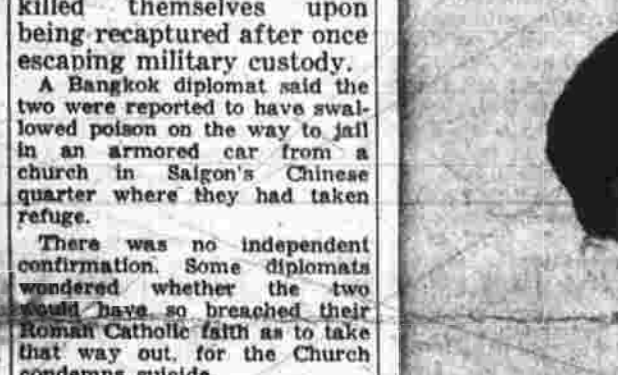 killed themselves upon
being recaptured after once
escaping military custody.
A Bangkok diplomat said the
two were reported to have swal-
lowed poison on the way to jail
in an armored car from a
church in Saigon's Chinese
quarter where they had taken
refuge.
There was no independent
confirmation. Some diplomats
wondered whether the two
would have so breached their
Roman Catholic faith as to take
that way out, for the Church
condemns suicide.